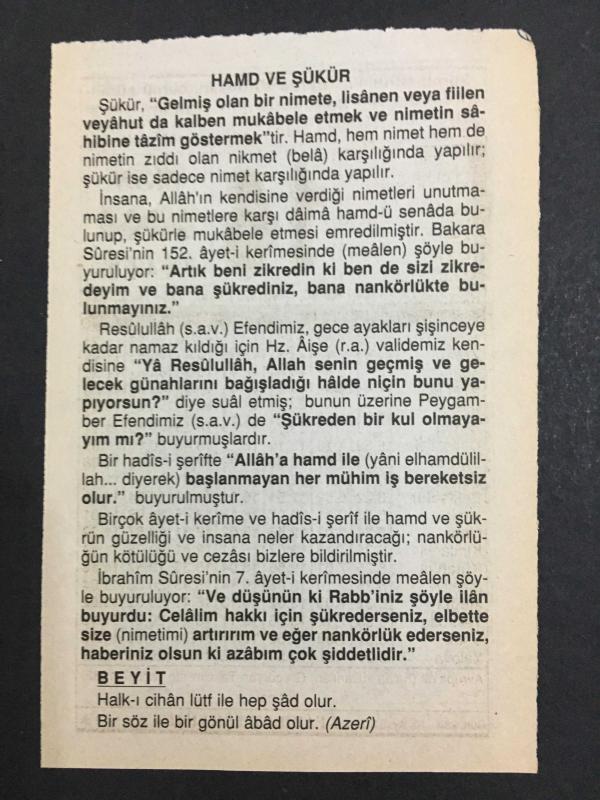 HAMD VE ŞÜKÜR
Şükür, “Gelmiş olan bir nimete, lisânen veya fiilen
veyâhut da kalben mukâbele etmek ve nimetin sâ-
hibine tâzîm göstermek”tir. Hamd, hem nimet hem de
nimetin zıddı olan nikmet (belâ) karşılığında yapılır;
şükür ise sadece nimet karşılığında yapılır.
İnsana, Allâh’ın kendisine verdiği nimetleri unutma-
ması ve bu nimetlere karşı dâimâ hamd-ü senâda bu-
lunup, şükürle mukâbele etmesi emredilmiştir. Bakara
Sûresi’nin 152. âyet-i kerîmesinde (meâlen) şöyle bu-
yuruluyor: “Artık beni zikredin ki ben de sizi zikre-
deyim ve bana şükrediniz, bana nankörlükte bu-
lunmayınız.”
Resûlullâh (s.a.v.) Efendimiz, gece ayakları şişinceye
kadar namaz kıldığı için Hz. Âişe (r.a.) validemiz ken-
disine “Yâ Resûlullâh, Allah senin geçmiş ve ge-
lecek günahlarını bağışladığı hâlde niçin bunu ya-
pıyorsun?” diye suâl etmiş; bunun üzerine Peygam-
ber Efendimiz (s.a.v.) de “Şükreden bir kul olmaya-
yım mı?” buyurmuşlardır.
Bir hadîs-i şerîfte “Allâh’a hamd ile (yâni elhamdülil-
lah... diyerek) başlanmayan her mühim iş bereketsiz
olur.” buyurulmuştur.
Birçok âyet-i kerîme ve hadîs-i şerîf ile hamd ve şük-
rün güzelliği ve insana neler kazandıracağı; nankörlü-
ğün kötülüğü ve cezâsı bizlere bildirilmiştir.
İbrahîm Sûresi’nin 7. âyet-i kerîmesinde meâlen şöy-
le buyuruluyor: “Ve düşünün ki Rabb’iniz şöyle ilân
buyurdu: Celâlim hakkı için şükrederseniz, elbette
size (nimetimi) artırırım ve eğer nankörlük ederseniz,
haberiniz olsun ki azâbım çok şiddetlidir.”
BEYİT
Halk-ı cihân lütf ile hep şâd olur.
Bir söz ile bir gönül âbâd olur. (Azerî)